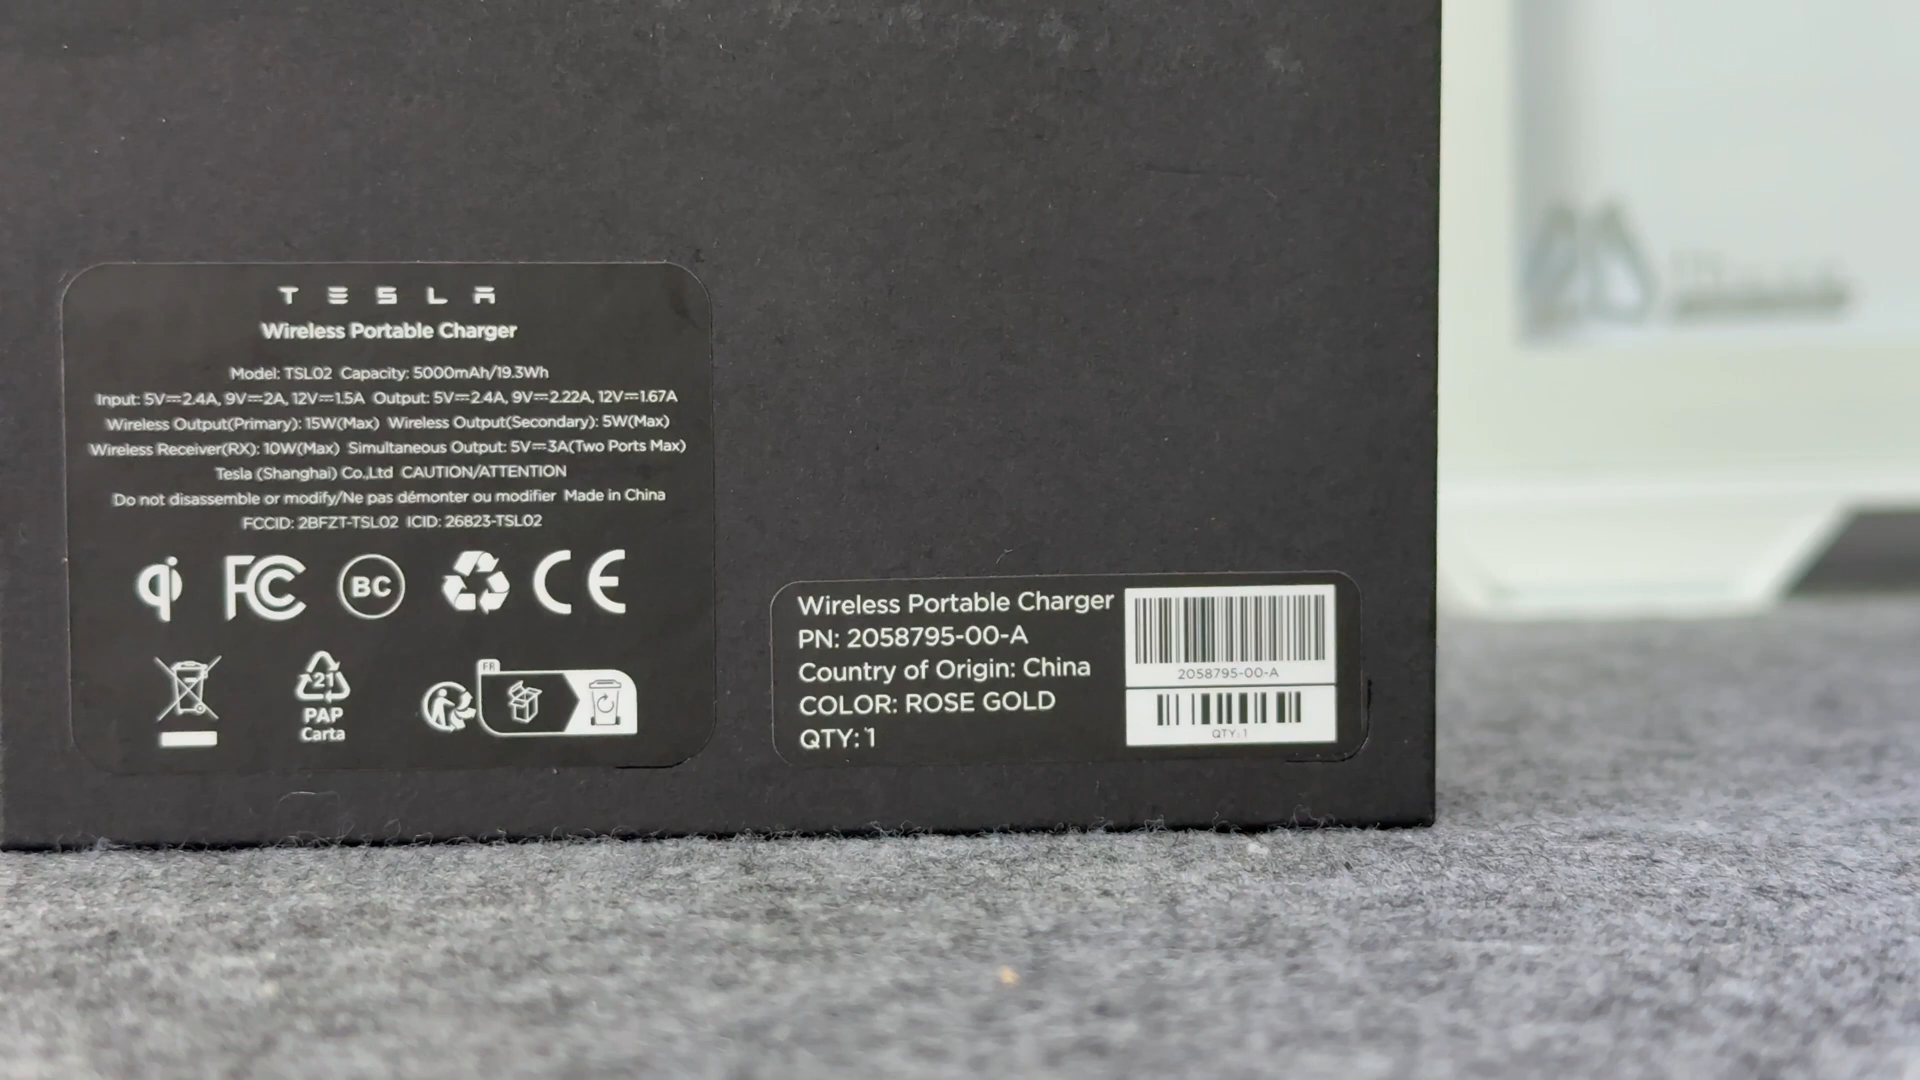 TESLA
Wireless Portable Charger
Model: TSL02 Capacity: 5000mAh/19.3Wh
Input: 5V⎓2.4A, 9V⎓2A, 12V⎓1.5A Output: 5V⎓2.4A, 9V⎓2.22A, 12V⎓1.67A
Wireless Output(Primary): 15W(Max) Wireless Output(Secondary): 5W(Max)
Wireless Receiver(RX): 10W(Max) Simultaneous Output: 5V⎓3A(Two Ports Max)
Tesla (Shanghai) Co.,Ltd CAUTION/ATTENTION
Do not disassemble or modify/Ne pas démonter ou modifier Made in China
FCCID: 2BFZT-TSL02 ICID: 26823-TSL02
qi FC BC CE
21
PAP
Carta
FR
Wireless Portable Charger
PN: 2058795-00-A
Country of Origin: China
COLOR: ROSE GOLD
QTY: 1
2058795-00-A
QTY: 1